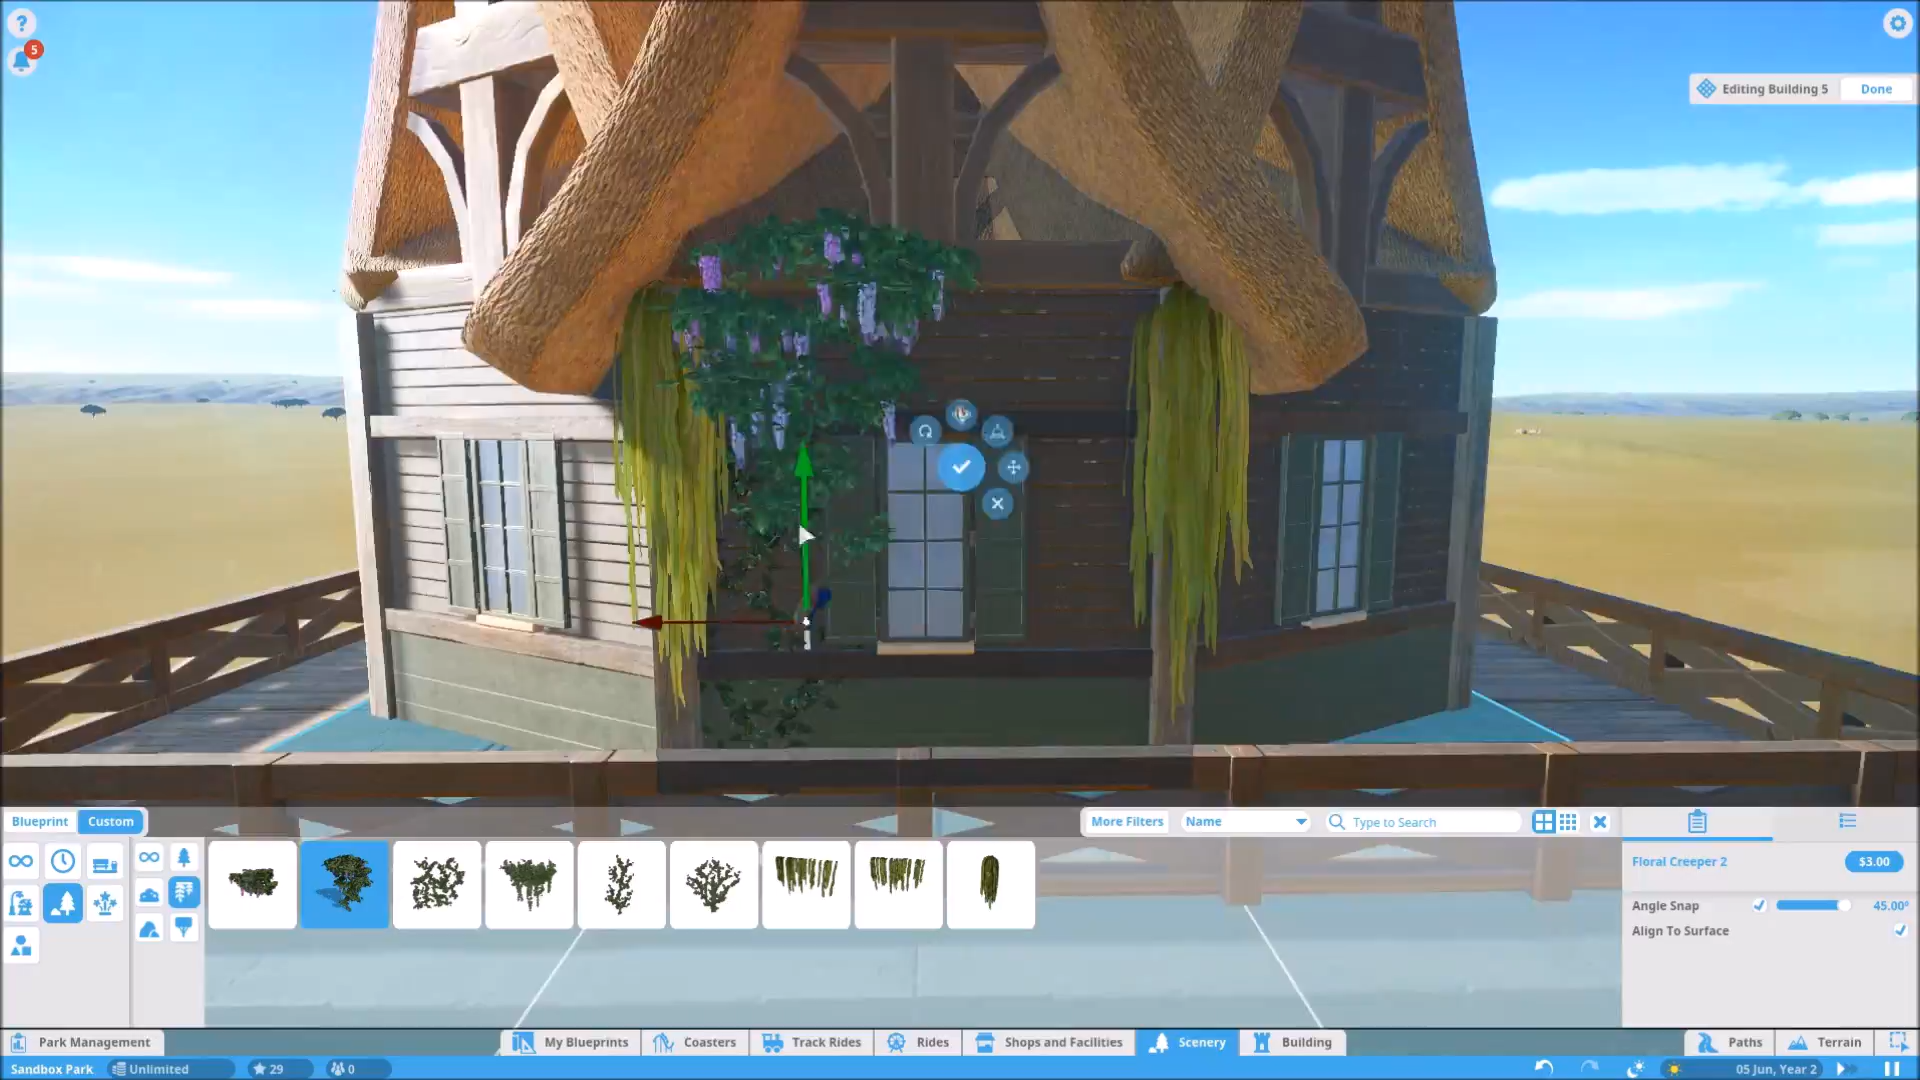 ?
5
Editing Building 5
Done
Blueprint
Custom
More Filters
Name
Type to Search
Floral Creeper 2
$3.00
Angle Snap
45.00°
Align To Surface
Park Management
My Blueprints
Coasters
Track Rides
Rides
Shops and Facilities
Scenery
Building
Paths
Terrain
Sandbox Park
Unlimited
29
0
05 Jun, Year 2